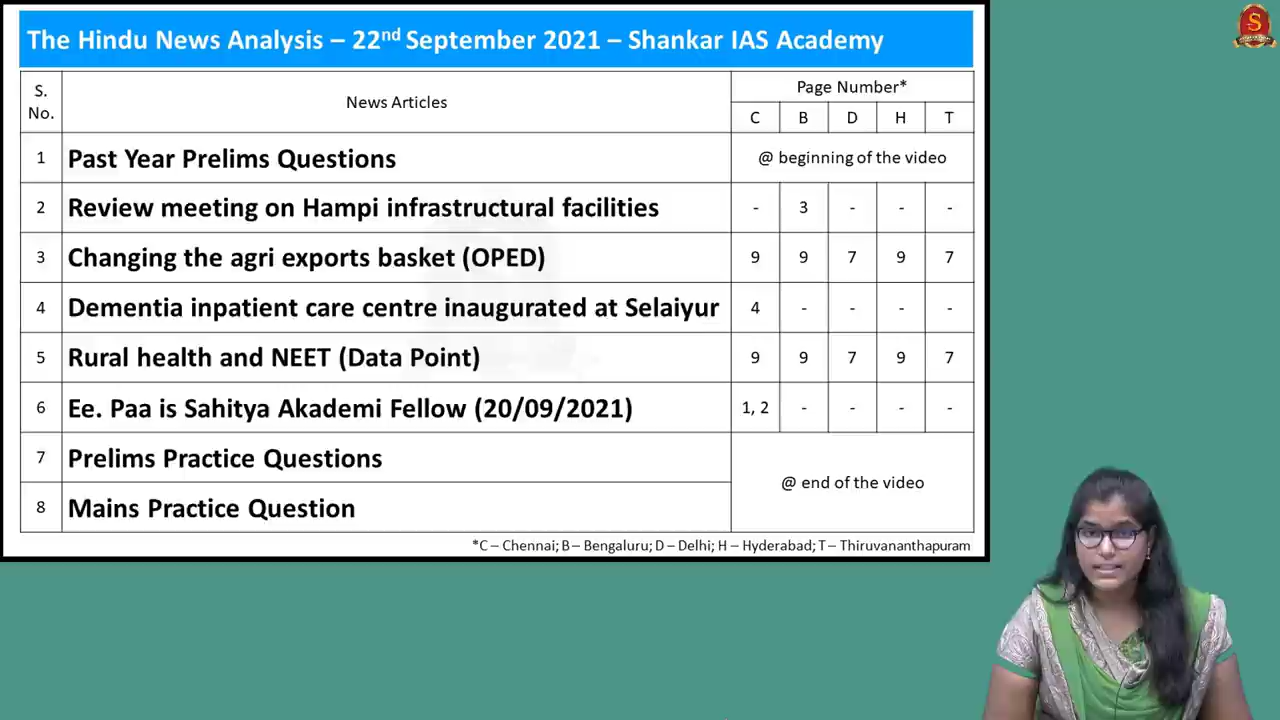 The Hindu News Analysis – 22nd September 2021 – Shankar IAS Academy
S. No. News Articles Page Number*
C B D H T
1 Past Year Prelims Questions @ beginning of the video
2 Review meeting on Hampi infrastructural facilities - 3 - - -
3 Changing the agri exports basket (OPED) 9 9 7 9 7
4 Dementia inpatient care centre inaugurated at Selaiyur 4 - - - -
5 Rural health and NEET (Data Point) 9 9 7 9 7
6 Ee. Paa is Sahitya Akademi Fellow (20/09/2021) 1, 2 - - - -
7 Prelims Practice Questions @ end of the video
8 Mains Practice Question
*C – Chennai; B – Bengaluru; D – Delhi; H – Hyderabad; T – Thiruvananthapuram
S